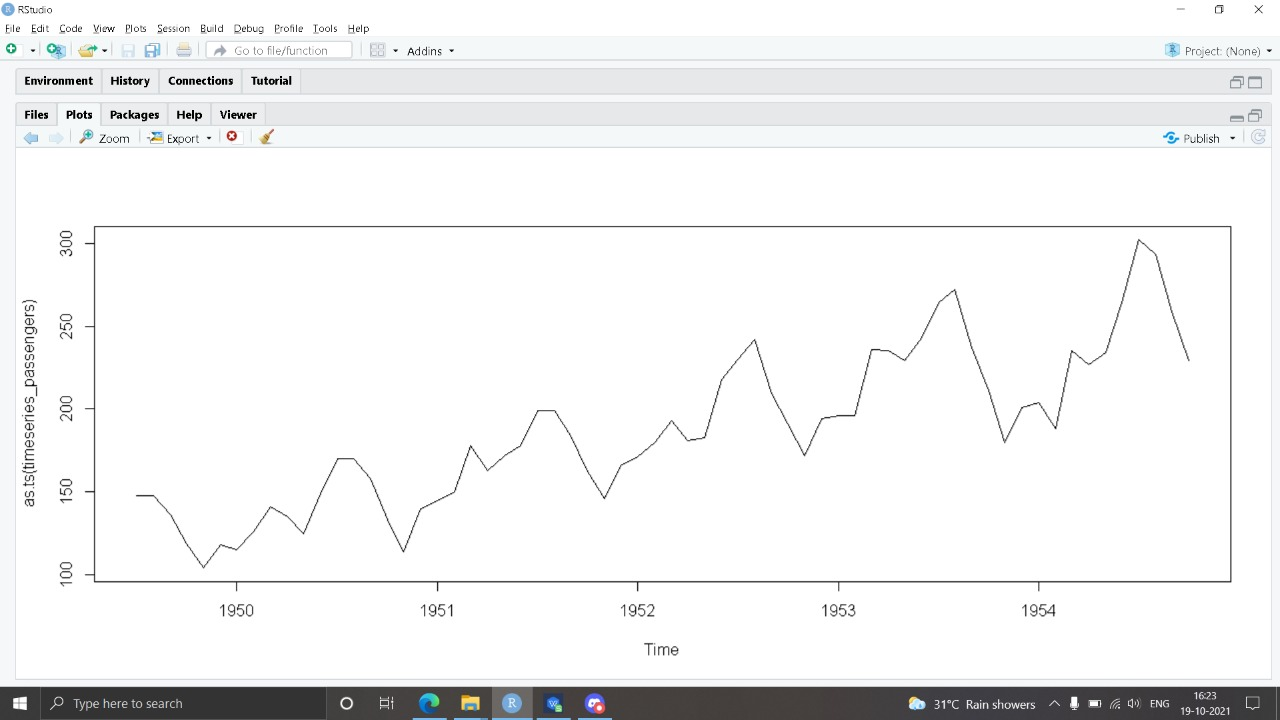 RStudio
File Edit Code View Plots Session Build Debug Profile Tools Help
Go to file/function Addins Project: (None)
Environment History Connections Tutorial
Files Plots Packages Help Viewer
Zoom Export Publish
as.ts(timeseries_passengers)
300
250
200
150
100
1950 1951 1952 1953 1954
Time
Type here to search
31°C Rain showers ENG 16:23
19-10-2021